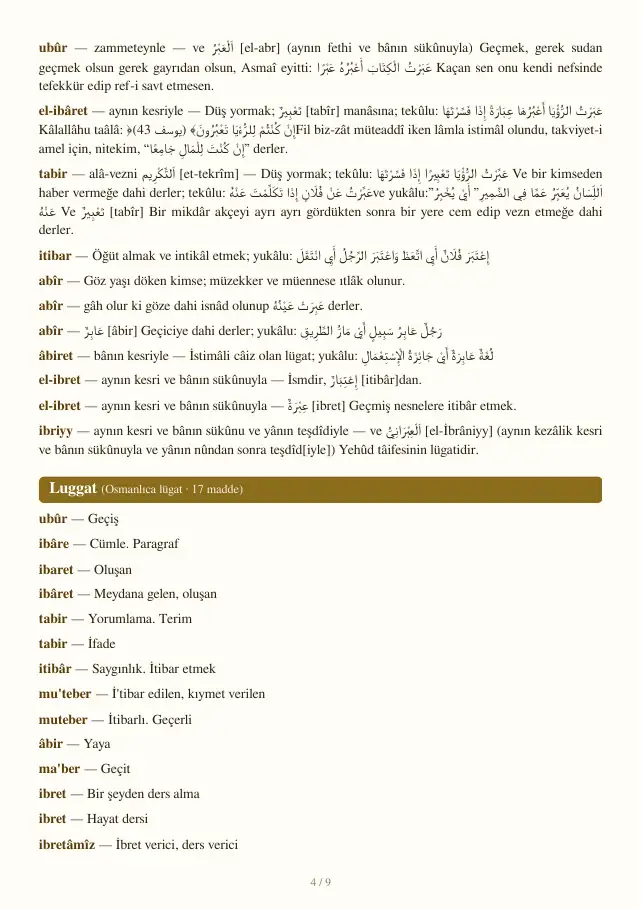 ubûr — zammeteynle — ve اَلْعَبْرُ [el-abr] (aynın fethi ve bânın sükûnuyla) Geçmek, gerek sudan
geçmek olsun gerek gayrıdan olsun, Asmaî eyitti: عَبَرْتُ الْكِتَابَ أَعْبُرُهُ عَبْرًا Kaçan sen onu kendi nefsinde
tefekkür edip ref-i savt etmesen.
el-ibâret — aynın kesriyle — Düş yormak; تَعْبِيرٌ [tabîr] manâsına; tekûlu: عَبَرْتُ الرُّؤْيَا أَعْبُرُهَا عِبَارَةً إِذَا فَسَّرْتَهَا
Kâlallâhu taâlâ: ﴿إِنْ كُنْتُمْ لِلرُّءْيَا تَعْبُرُونَ﴾ (يوسف 43) Fiil biz-zât müteaddî iken lâmla istimâl olundu, takviyet-i
amel için, nitekim, “إِنْ كُنْتَ لِلْمَالِ جَامِعًا” derler.
tabir — alâ-vezni اَلتَّكْرِيم [et-tekrîm] — Düş yormak; tekûlu: عَبَّرْتُ الرُّؤْيَا تَعْبِيرًا إِذَا فَسَّرْتَهَا Ve bir kimseden
haber vermeğe dahi derler; tekûlu: عَبَّرْتُ عَنْ فُلَانٍ إِذَا تَكَلَّمْتَ عَنْهُ ve yukâlu: ”اَللِّسَانُ يُعَبِّرُ عَمَّا فِي الضَّمِيرِ” أَيْ يُخْبِرُ
عَنْهُ Ve تَعْبِيرٌ [tabîr] Bir mikdâr akçeyi ayrı ayrı gördükten sonra bir yere cem edip vezn etmeğe dahi
derler.
itibar — Öğüt almak ve intikâl etmek; yukâlu: إِعْتَبَرَ فُلَانٌ أَيِ اتَّعَظَ وَاعْتَبَرَ الرَّجُلُ أَيِ انْتَقَلَ
abîr — Göz yaşı döken kimse; müzekker ve müennese ıtlâk olunur.
abîr — gâh olur ki göze dahi isnâd olunup عَبِرَتْ عَيْنُهُ derler.
abîr — عَابِرٌ [âbir] Geçiciye dahi derler; yukâlu: رَجُلٌ عَابِرُ سَبِيلٍ أَيْ مَارُّ الطَّرِيقِ
âbiret — bânın kesriyle — İstimâli câiz olan lügat; yukâlu: لُغَةٌ عَابِرَةٌ أَيْ جَائِزَةُ الْإِسْتِعْمَالِ
el-ibret — aynın kesri ve bânın sükûnuyla — İsmdir, إِعْتِبَارٌ [itibâr]dan.
el-ibret — aynın kesri ve bânın sükûnuyla — عِبْرَةٌ [ibret] Geçmiş nesnelere itibâr etmek.
ibriyy — aynın kesri ve bânın sükûnu ve yânın teşdîdiyle — ve اَلْعِبْرَانِيُّ [el-İbrâniyy] (aynın kezâlik kesri
ve bânın sükûnuyla ve yânın nûndan sonra teşdîd[iyle]) Yehûd tâifesinin lügatidir.
Luggat (Osmanlıca lügat · 17 madde)
ubûr — Geçiş
ibâre — Cümle. Paragraf
ibaret — Oluşan
ibâret — Meydana gelen, oluşan
tabir — Yorumlama. Terim
tabir — İfade
itibâr — Saygınlık. İtibar etmek
mu'teber — İ'tibar edilen, kıymet verilen
muteber — İtibarlı. Geçerli
âbir — Yaya
ma'ber — Geçit
ibret — Bir şeyden ders alma
ibret — Hayat dersi
ibretâmîz — İbret verici, ders verici
4 / 9